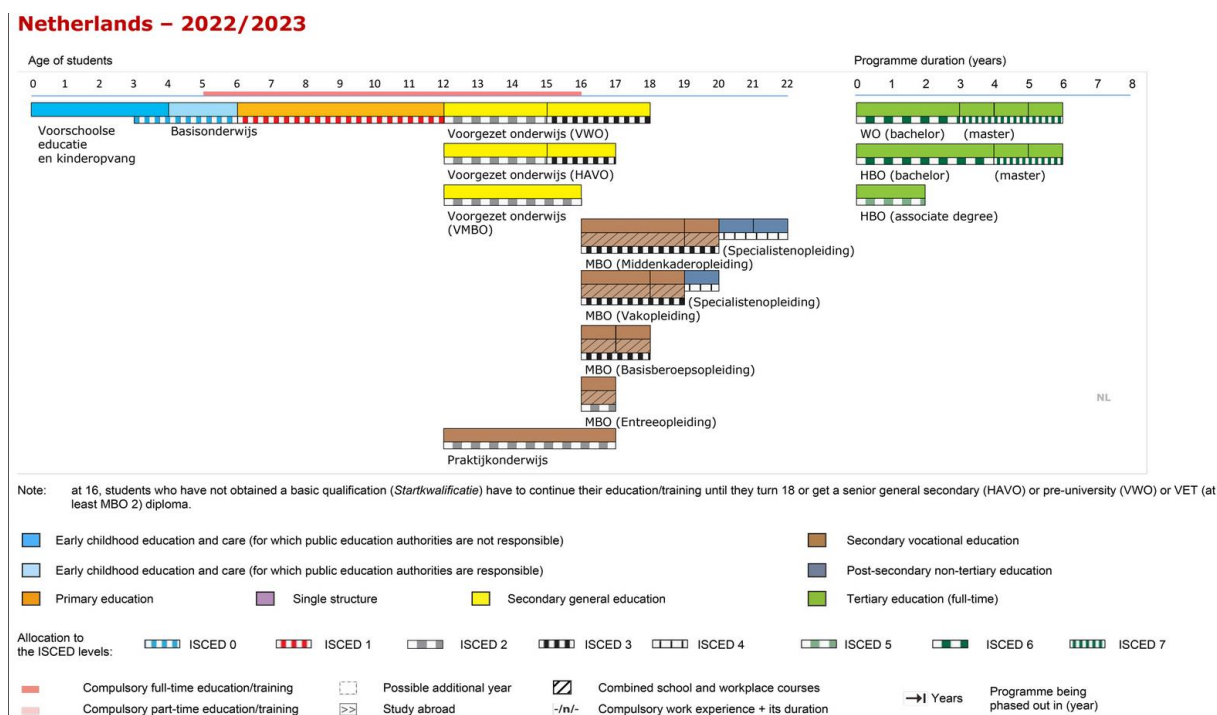 Netherlands – 2022/2023
Age of students
Programme duration (years)
0 1 2 3 4 5 6 7 8 9 10 11 12 13 14 15 16 17 18 19 20 21 22
0 1 2 3 4 5 6 7 8
Voorschoolse
educatie
en kinderopvang
Basisonderwijs
Voorgezet onderwijs (VWO)
WO (bachelor) (master)
Voorgezet onderwijs (HAVO)
HBO (bachelor) (master)
Voorgezet onderwijs
(VMBO)
HBO (associate degree)
(Specialistenopleiding)
MBO (Middenkaderopleiding)
(Specialistenopleiding)
MBO (Vakopleiding)
MBO (Basisberoepsopleiding)
NL
MBO (Entreeopleiding)
Praktijkonderwijs
Note: at 16, students who have not obtained a basic qualification (Startkwalificatie) have to continue their education/training until they turn 18 or get a senior general secondary (HAVO) or pre-university (VWO) or VET (at
least MBO 2) diploma.
Early childhood education and care (for which public education authorities are not responsible)
Secondary vocational education
Early childhood education and care (for which public education authorities are responsible)
Post-secondary non-tertiary education
Primary education
Single structure
Secondary general education
Tertiary education (full-time)
Allocation to
the ISCED levels:
ISCED 0
ISCED 1
ISCED 2
ISCED 3
ISCED 4
ISCED 5
ISCED 6
ISCED 7
Compulsory full-time education/training
Possible additional year
Combined school and workplace courses
Years
Programme being
phased out in (year)
Compulsory part-time education/training
>> Study abroad
-/n/- Compulsory work experience + its duration